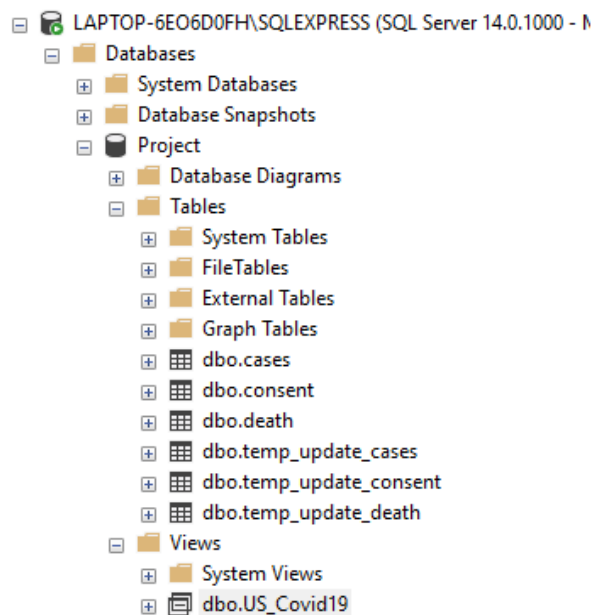 LAPTOP-6EO6D0FH\SQLEXPRESS (SQL Server 14.0.1000 -
Databases
System Databases
Database Snapshots
Project
Database Diagrams
Tables
System Tables
FileTables
External Tables
Graph Tables
dbo.cases
dbo.consent
dbo.death
dbo.temp_update_cases
dbo.temp_update_consent
dbo.temp_update_death
Views
System Views
dbo.US_Covid19